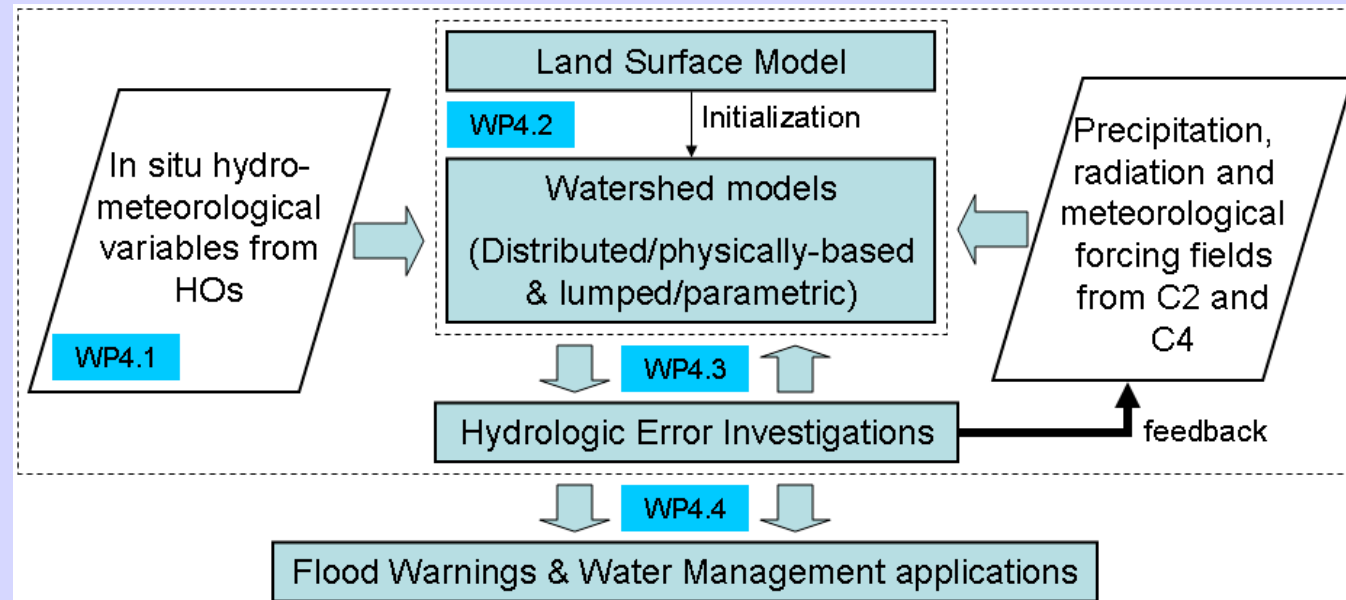 Land Surface Model
WP4.2
Initialization
In situ hydro-
meteorological
variables from
HOs
WP4.1
Watershed models
(Distributed/physically-based
& lumped/parametric)
Precipitation,
radiation and
meteorological
forcing fields
from C2 and
C4
WP4.3
Hydrologic Error Investigations
feedback
WP4.4
Flood Warnings & Water Management applications